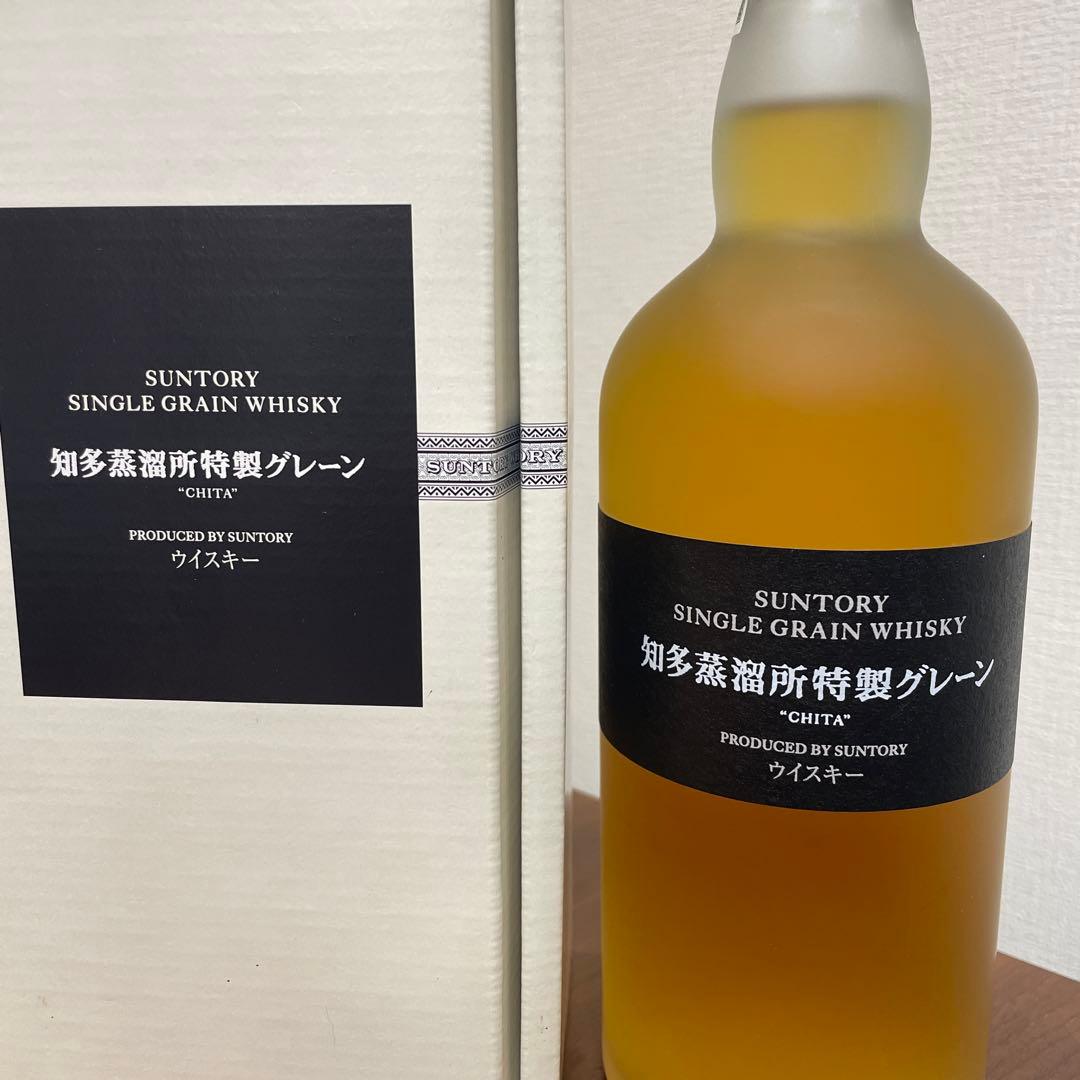 SUNTORY
SINGLE GRAIN WHISKY
知多蒸溜所特製グレーン
“CHITA”
PRODUCED BY SUNTORY
ウイスキー
SUNTORY
SUNTORY
SINGLE GRAIN WHISKY
知多蒸溜所特製グレーン
“CHITA”
PRODUCED BY SUNTORY
ウイスキー